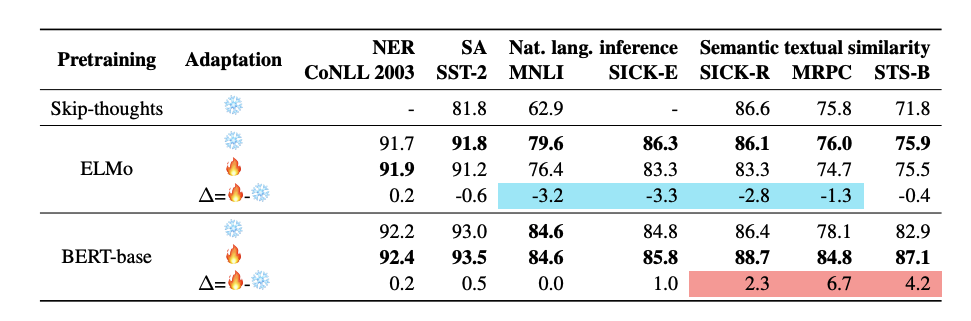 Pretraining Adaptation NER SA Nat. lang. inference Semantic textual similarity
CoNLL 2003 SST-2 MNLI SICK-E SICK-R MRPC STS-B
Skip-thoughts ❄️ - 81.8 62.9 - 86.6 75.8 71.8
❄️ 91.7 91.8 79.6 86.3 86.1 76.0 75.9
ELMo 🔥 91.9 91.2 76.4 83.3 83.3 74.7 75.5
Δ=🔥-❄️ 0.2 -0.6 -3.2 -3.3 -2.8 -1.3 -0.4
❄️ 92.2 93.0 84.6 84.8 86.4 78.1 82.9
BERT-base 🔥 92.4 93.5 84.6 85.8 88.7 84.8 87.1
Δ=🔥-❄️ 0.2 0.5 0.0 1.0 2.3 6.7 4.2